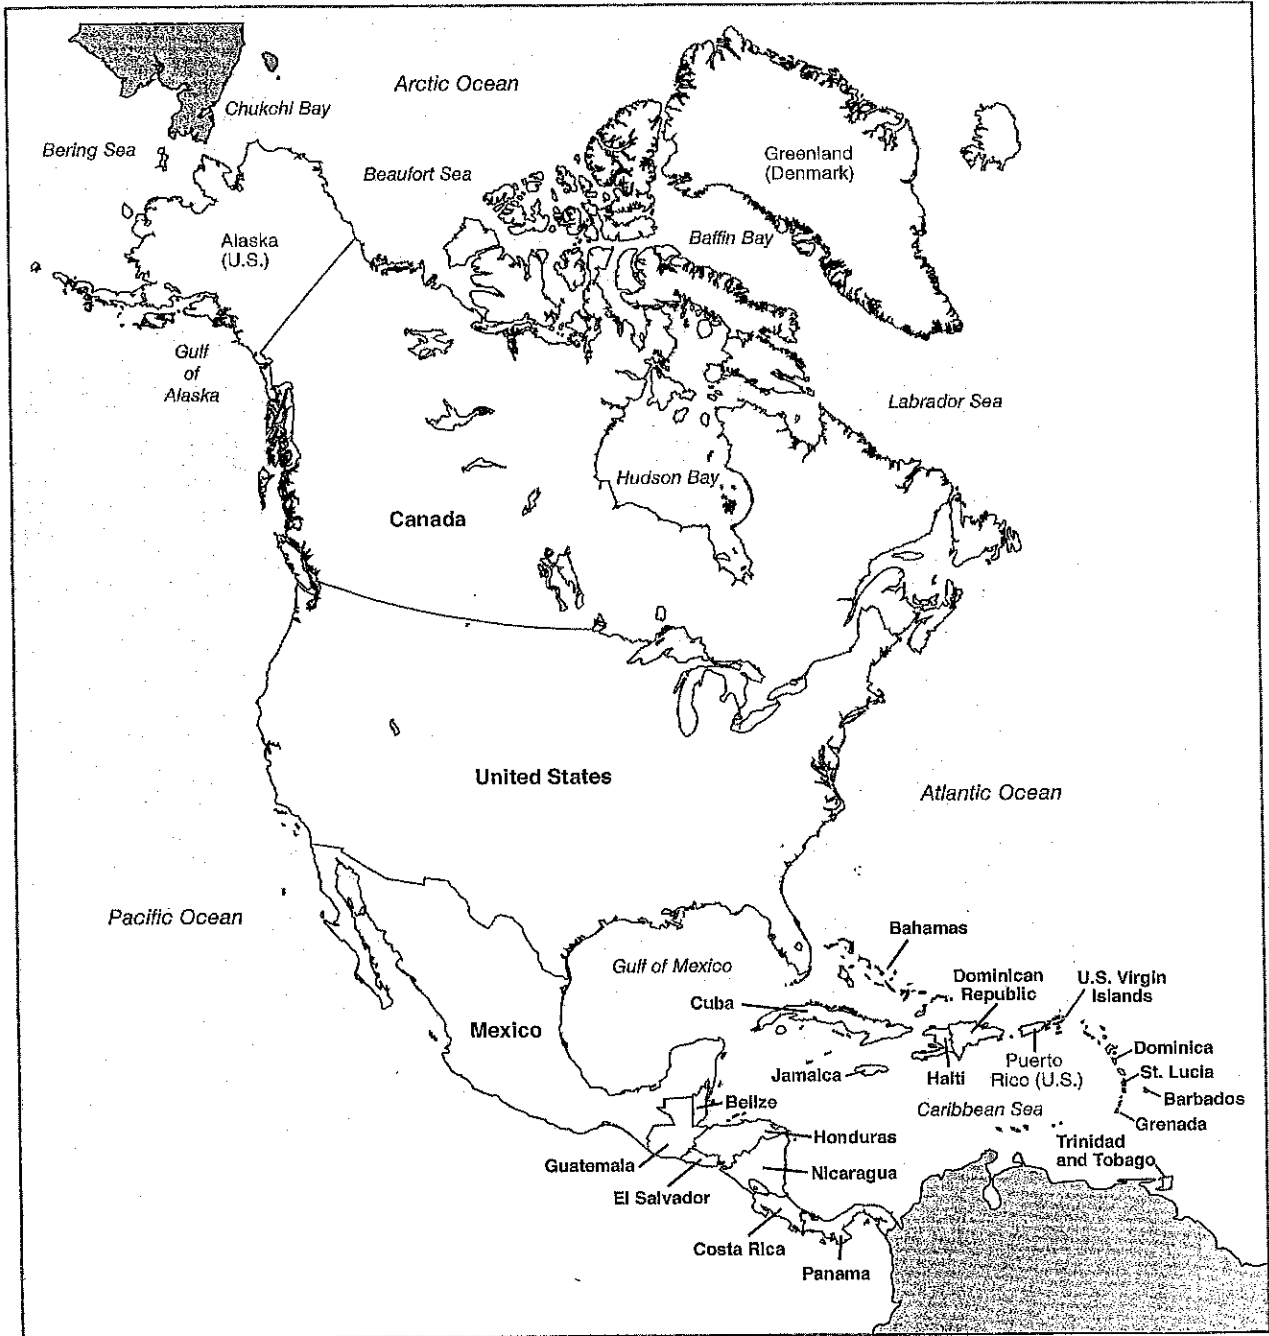 Arctic Ocean
Chukchi Bay
Bering Sea
Beaufort Sea
Greenland
(Denmark)
Baffin Bay
Alaska
(U.S.)
Gulf
of
Alaska
Labrador Sea
Hudson Bay
Canada
United States
Atlantic Ocean
Pacific Ocean
Bahamas
Gulf of Mexico
Dominican
Republic
U.S. Virgin
Islands
Cuba
Mexico
Dominica
Puerto
Rico (U.S.)
St. Lucia
Jamaica
Haiti
Barbados
Belize
Caribbean Sea
Grenada
Honduras
Trinidad
and Tobago
Guatemala
Nicaragua
El Salvador
Costa Rica
Panama